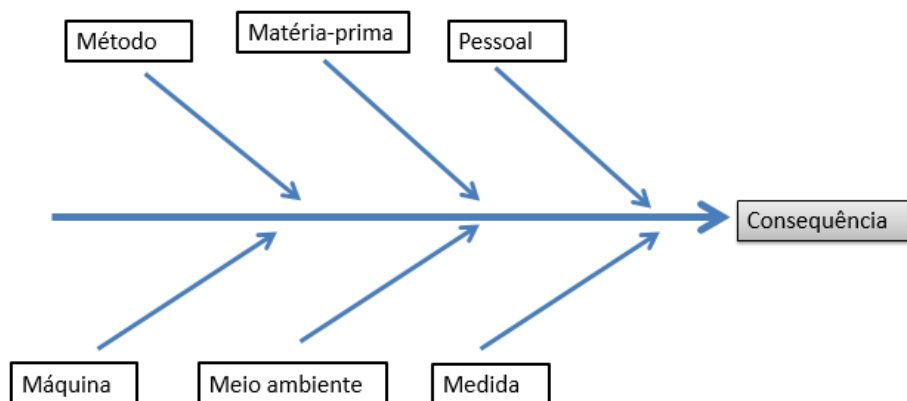 Método
Matéria-prima
Pessoal
Consequência
Máquina
Meio ambiente
Medida